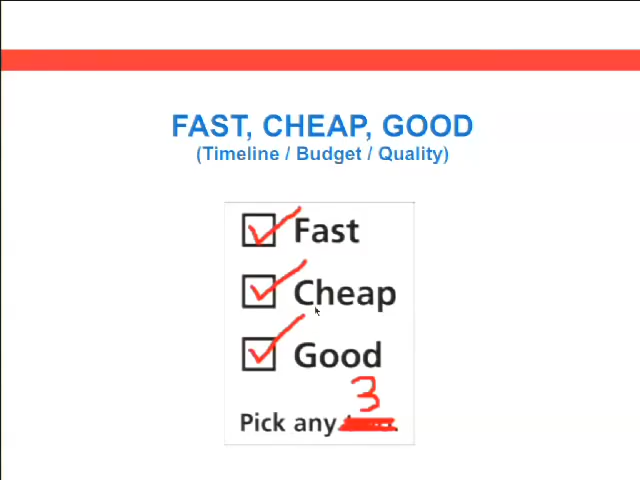 FAST, CHEAP, GOOD
(Timeline / Budget / Quality)
Fast
Cheap
Good
3
Pick any